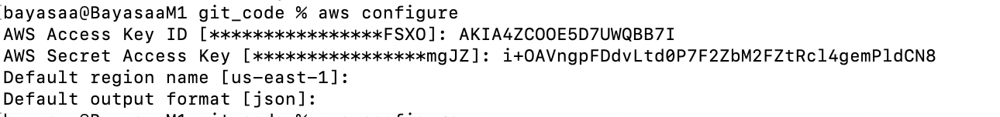 bayasaa@BayasaaM1 git_code % aws configure
AWS Access Key ID [****************FSXO]: AKIA4ZCOOE5D7UWQBB7I
AWS Secret Access Key [****************mgJZ]: 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
Default region name [us-east-1]:
Default output format [json]: